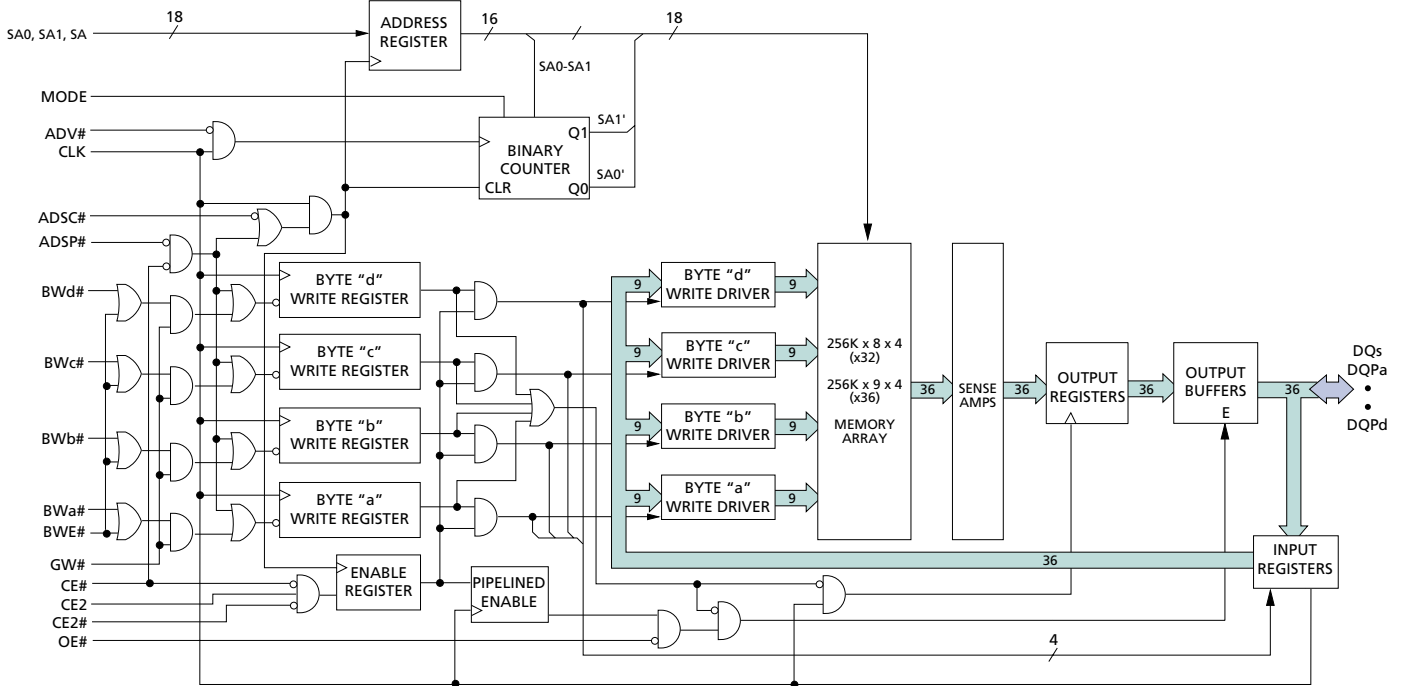 18
SA0, SA1, SA
ADDRESS
REGISTER
16
18
SA0-SA1
MODE
ADV#
CLK
BINARY
COUNTER
Q1
SA1'
CLR
Q0
SA0'
ADSC#
ADSP#
BWd#
BYTE “d”
WRITE REGISTER
9
BYTE “d”
WRITE DRIVER
9
BWc#
BYTE “c”
WRITE REGISTER
9
BYTE “c”
WRITE DRIVER
9
BWb#
BYTE “b”
WRITE REGISTER
9
BYTE “b”
WRITE DRIVER
9
BWa#
BWE#
BYTE “a”
WRITE REGISTER
9
BYTE “a”
WRITE DRIVER
9
256K x 8 x 4
(x32)
256K x 9 x 4
(x36)
MEMORY
ARRAY
36
SENSE
AMPS
36
OUTPUT
REGISTERS
36
OUTPUT
BUFFERS
E
36
DQs
DQPa
•
•
DQPd
GW#
CE#
CE2
CE2#
OE#
ENABLE
REGISTER
PIPELINED
ENABLE
36
INPUT
REGISTERS
4